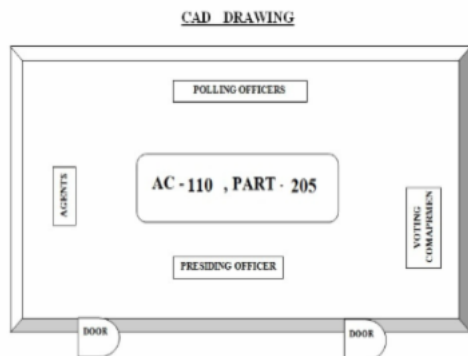 CAD DRAWING
POLLING OFFICERS
AGENTS
AC - 110 , PART - 205
VOTING
COMAPRMEN
PRESIDING OFFICER
DOOR
DOOR